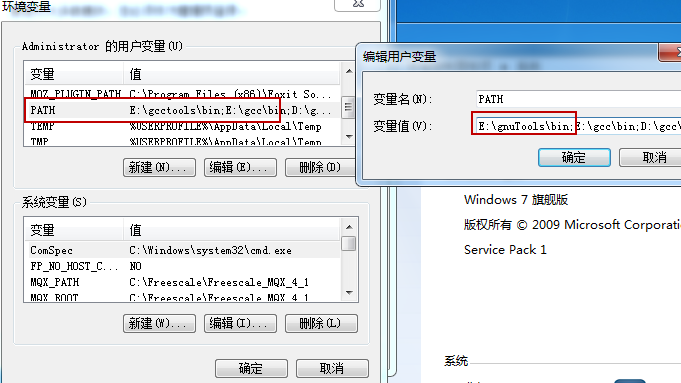 环境变量
Administrator 的用户变量(U)
变量 值
MOZ_PLUGIN_PATH C:\Program Files (x86)\Foxit So...
PATH E:\gcctools\bin;E:\gcc\bin;D:\g...
TEMP %USERPROFILE%\AppData\Local\Temp
TMP %USERPROFILE%\AppData\Local\Temp
新建(N)... 编辑(E)... 删除(D)
系统变量(S)
变量 值
ComSpec C:\Windows\system32\cmd.exe
FP_NO_HOST_C... NO
MQX_PATH C:\Freescale\Freescale_MQX_4_1
MQX_ROOT C:\Freescale\Freescale MQX 4 1
新建(W)... 编辑(I)... 删除(L)
确定 取消
编辑用户变量
变量名(N): PATH
变量值(V): E:\gnuTools\bin;E:\gcc\bin;D:\gcc\
确定 取消
Windows 7 旗舰版
版权所有 © 2009 Microsoft Corporatio
Service Pack 1
系统